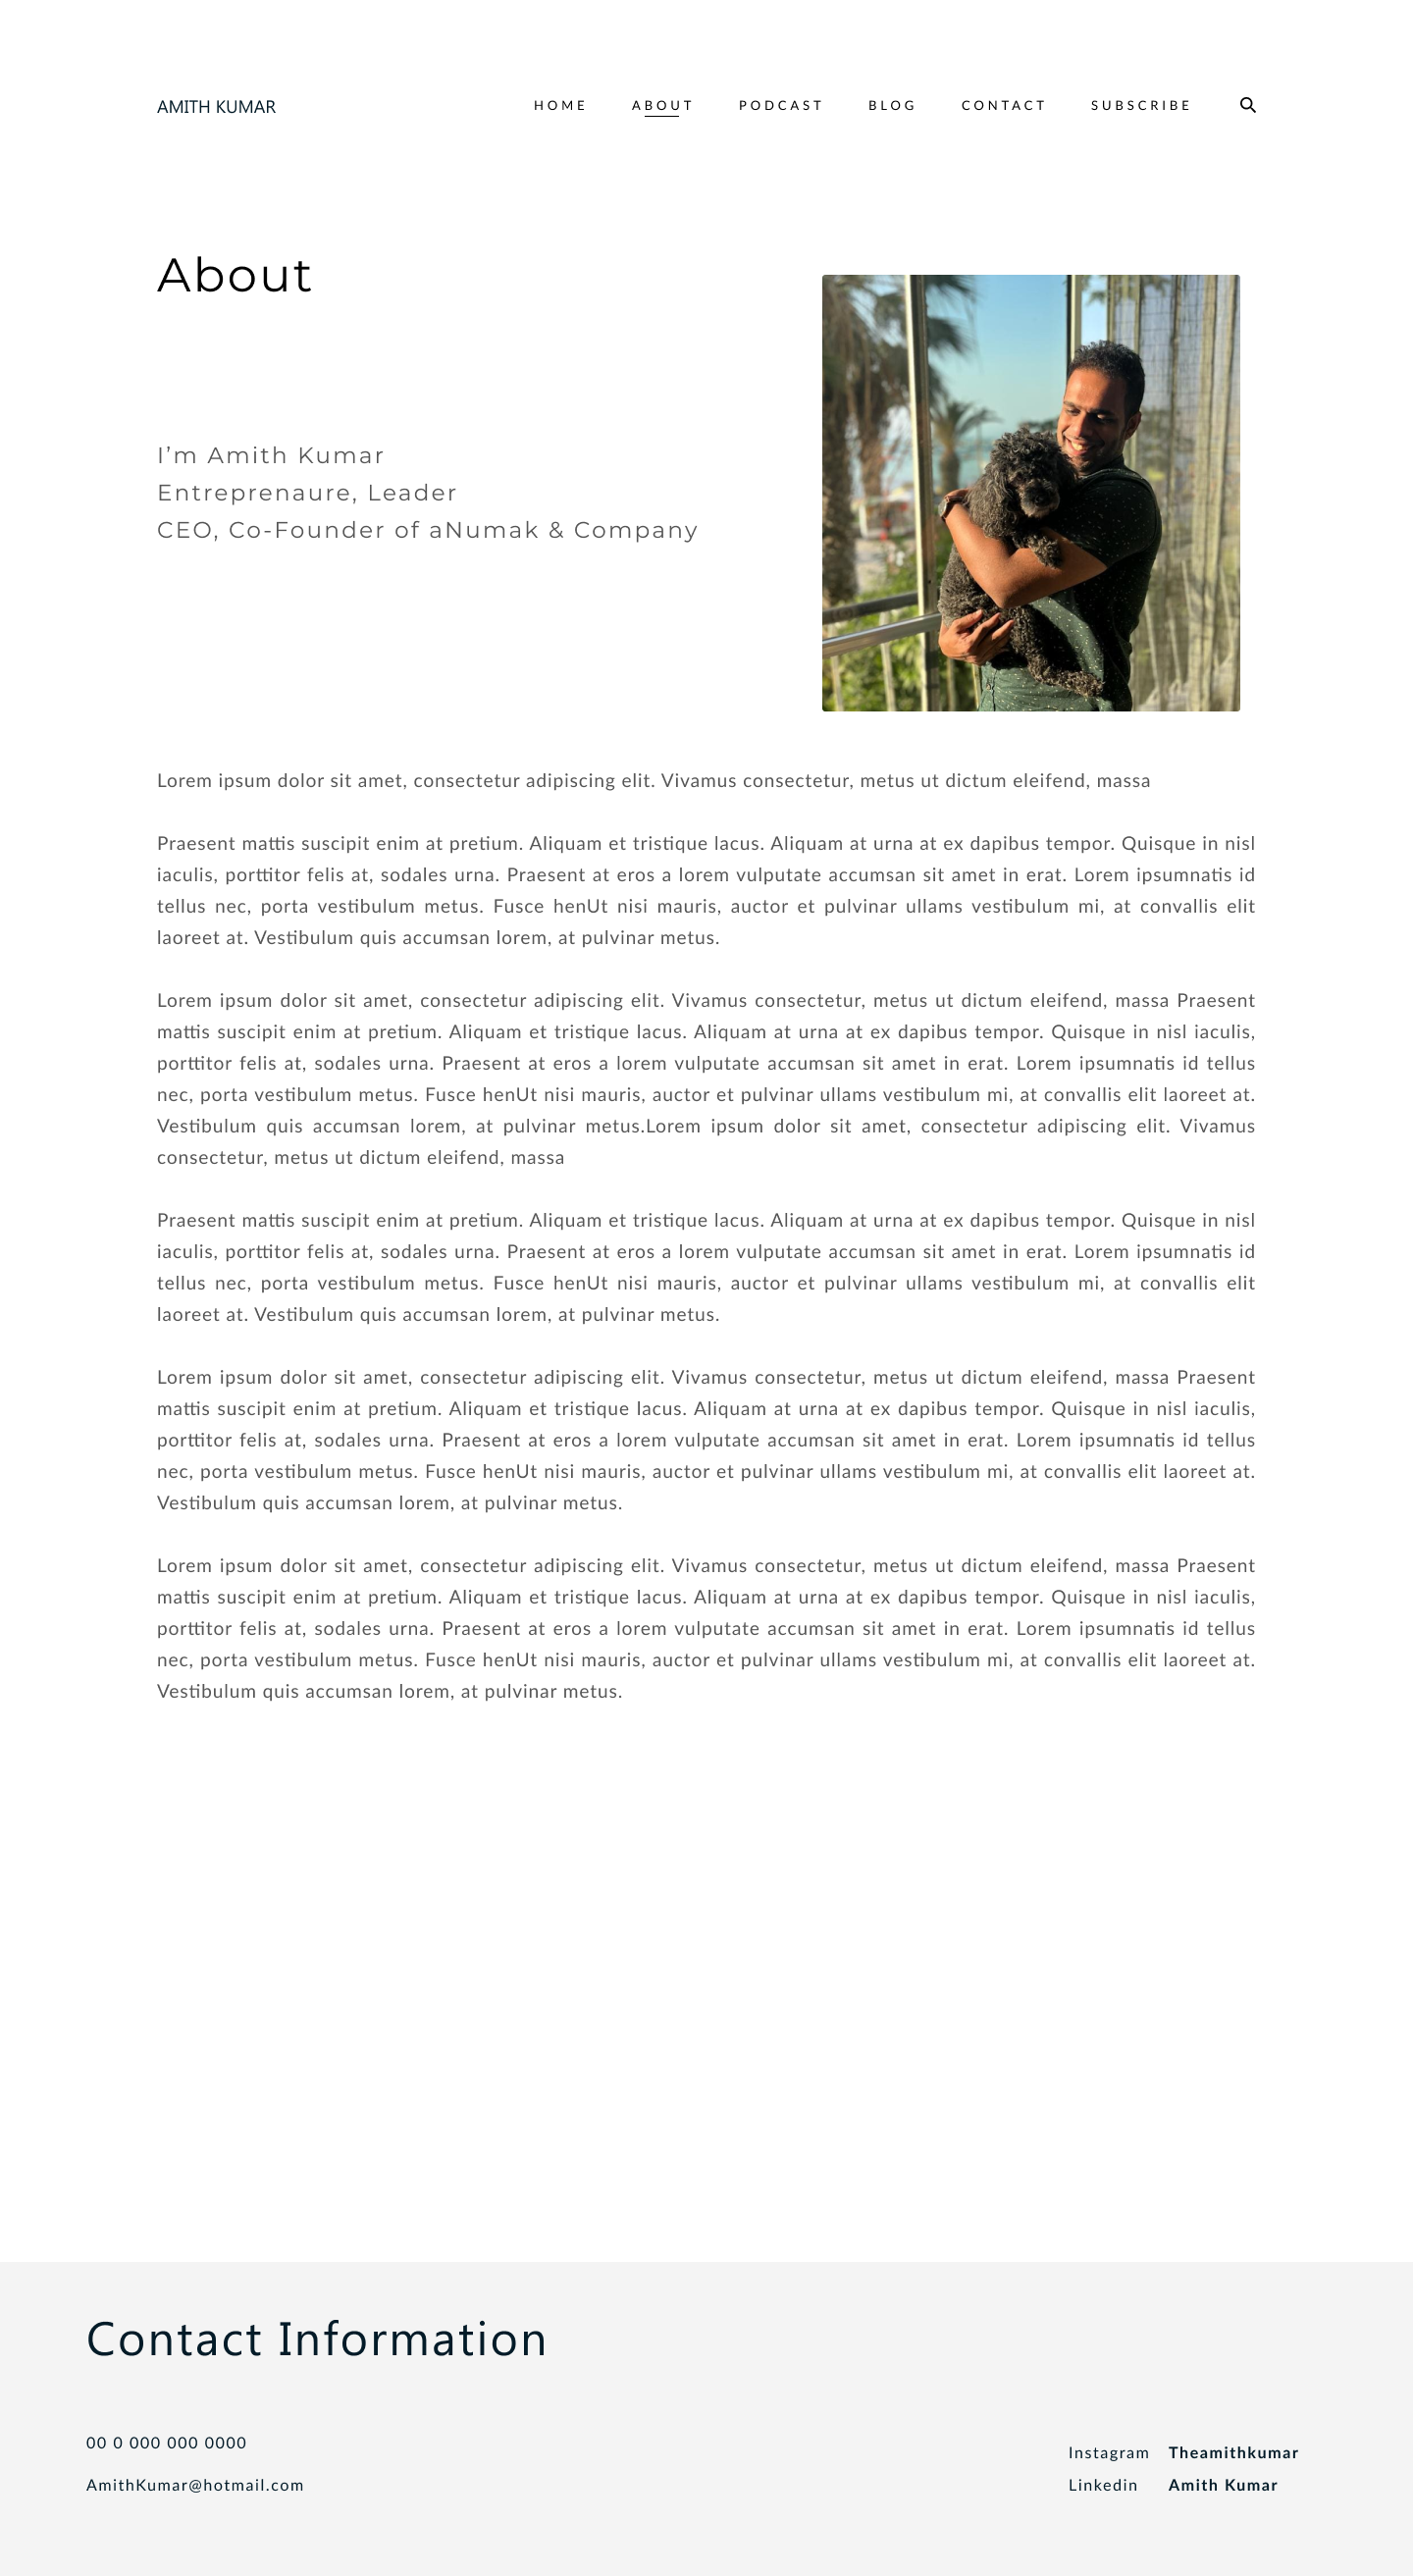 AMITH KUMAR
HOME ABOUT PODCAST BLOG CONTACT SUBSCRIBE
About
I’m Amith Kumar
Entreprenaure, Leader
CEO, Co-Founder of aNumak & Company
Lorem ipsum dolor sit amet, consectetur adipiscing elit. Vivamus consectetur, metus ut dictum eleifend, massa
Praesent mattis suscipit enim at pretium. Aliquam et tristique lacus. Aliquam at urna at ex dapibus tempor. Quisque in nisl
iaculis, porttitor felis at, sodales urna. Praesent at eros a lorem vulputate accumsan sit amet in erat. Lorem ipsumnatis id
tellus nec, porta vestibulum metus. Fusce henUt nisi mauris, auctor et pulvinar ullams vestibulum mi, at convallis elit
laoreet at. Vestibulum quis accumsan lorem, at pulvinar metus.
Lorem ipsum dolor sit amet, consectetur adipiscing elit. Vivamus consectetur, metus ut dictum eleifend, massa Praesent
mattis suscipit enim at pretium. Aliquam et tristique lacus. Aliquam at urna at ex dapibus tempor. Quisque in nisl iaculis,
porttitor felis at, sodales urna. Praesent at eros a lorem vulputate accumsan sit amet in erat. Lorem ipsumnatis id tellus
nec, porta vestibulum metus. Fusce henUt nisi mauris, auctor et pulvinar ullams vestibulum mi, at convallis elit laoreet at.
Vestibulum quis accumsan lorem, at pulvinar metus.Lorem ipsum dolor sit amet, consectetur adipiscing elit. Vivamus
consectetur, metus ut dictum eleifend, massa
Praesent mattis suscipit enim at pretium. Aliquam et tristique lacus. Aliquam at urna at ex dapibus tempor. Quisque in nisl
iaculis, porttitor felis at, sodales urna. Praesent at eros a lorem vulputate accumsan sit amet in erat. Lorem ipsumnatis id
tellus nec, porta vestibulum metus. Fusce henUt nisi mauris, auctor et pulvinar ullams vestibulum mi, at convallis elit
laoreet at. Vestibulum quis accumsan lorem, at pulvinar metus.
Lorem ipsum dolor sit amet, consectetur adipiscing elit. Vivamus consectetur, metus ut dictum eleifend, massa Praesent
mattis suscipit enim at pretium. Aliquam et tristique lacus. Aliquam at urna at ex dapibus tempor. Quisque in nisl iaculis,
porttitor felis at, sodales urna. Praesent at eros a lorem vulputate accumsan sit amet in erat. Lorem ipsumnatis id tellus
nec, porta vestibulum metus. Fusce henUt nisi mauris, auctor et pulvinar ullams vestibulum mi, at convallis elit laoreet at.
Vestibulum quis accumsan lorem, at pulvinar metus.
Lorem ipsum dolor sit amet, consectetur adipiscing elit. Vivamus consectetur, metus ut dictum eleifend, massa Praesent
mattis suscipit enim at pretium. Aliquam et tristique lacus. Aliquam at urna at ex dapibus tempor. Quisque in nisl iaculis,
porttitor felis at, sodales urna. Praesent at eros a lorem vulputate accumsan sit amet in erat. Lorem ipsumnatis id tellus
nec, porta vestibulum metus. Fusce henUt nisi mauris, auctor et pulvinar ullams vestibulum mi, at convallis elit laoreet at.
Vestibulum quis accumsan lorem, at pulvinar metus.
Contact Information
00 0 000 000 0000
AmithKumar@hotmail.com
Instagram Theamithkumar
Linkedin Amith Kumar